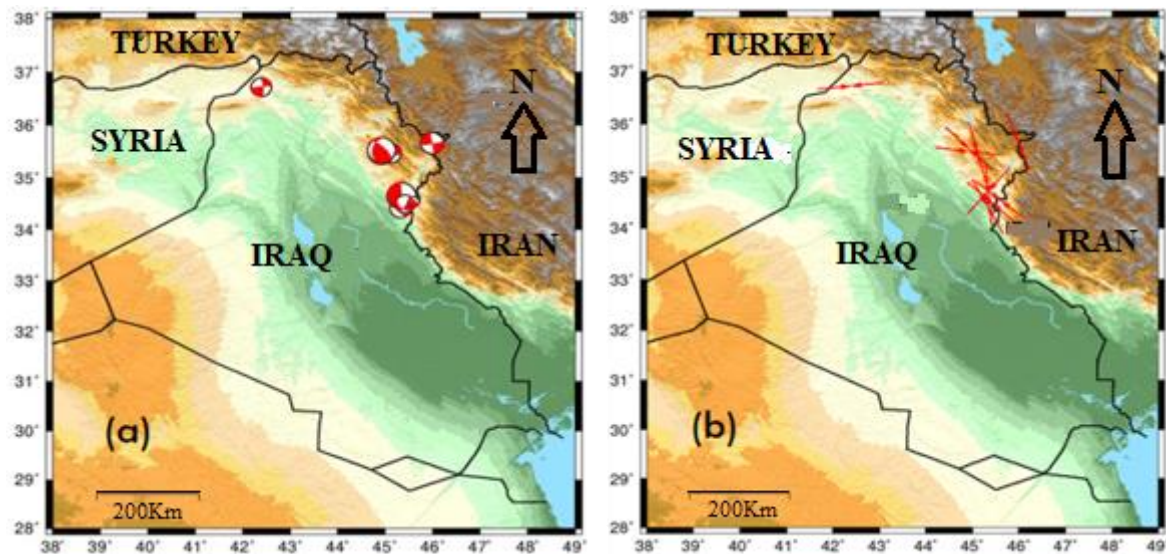 38˚
37˚
36˚
35˚
34˚
33˚
32˚
31˚
30˚
29˚
28˚
TURKEY
N
SYRIA
IRAQ
IRAN
(a)
200Km
38˚ 39˚ 40˚ 41˚ 42˚ 43˚ 44˚ 45˚ 46˚ 47˚ 48˚ 49˚
38˚
37˚
36˚
35˚
34˚
33˚
32˚
31˚
30˚
29˚
28˚
TURKEY
N
SYRIA
IRAQ
IRAN
(b)
200Km
38˚ 39˚ 40˚ 41˚ 42˚ 43˚ 44˚ 45˚ 46˚ 47˚ 48˚ 49